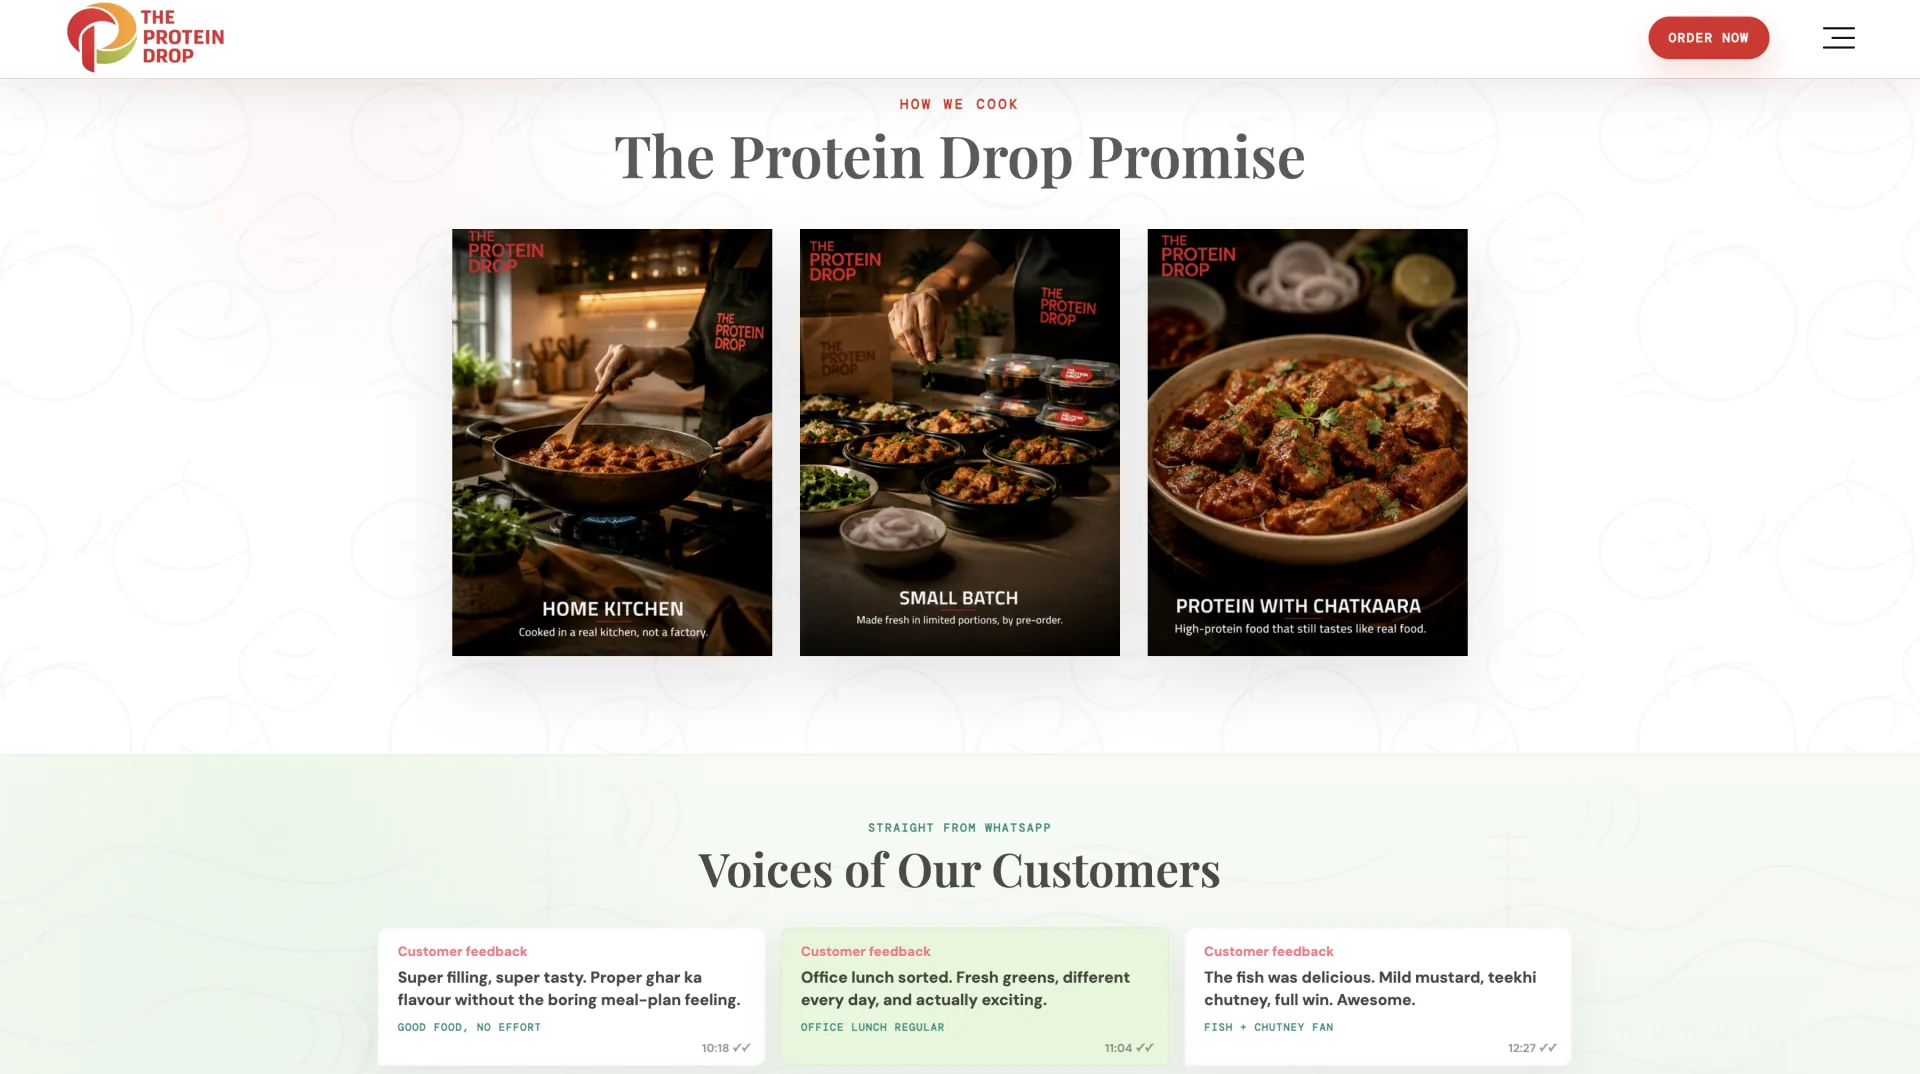 THE
PROTEIN
DROP
ORDER NOW
HOW WE COOK
The Protein Drop Promise
THE
PROTEIN
DROP
THE
PROTEIN
DROP
HOME KITCHEN
Cooked in a real kitchen, not a factory.
THE
PROTEIN
DROP
THE
PROTEIN
DROP
THE PROTEIN
DROP
SMALL BATCH
Made fresh in limited portions, by pre-order.
THE
PROTEIN
DROP
PROTEIN WITH CHATKAARA
High-protein food that still tastes like real food.
STRAIGHT FROM WHATSAPP
Voices of Our Customers
Customer feedback
Super filling, super tasty. Proper ghar ka
flavour without the boring meal-plan feeling.
GOOD FOOD, NO EFFORT
10:18 ✓✓
Customer feedback
Office lunch sorted. Fresh greens, different
every day, and actually exciting.
OFFICE LUNCH REGULAR
11:04 ✓✓
Customer feedback
The fish was delicious. Mild mustard, teekhi
chutney, full win. Awesome.
FISH + CHUTNEY FAN
12:27 ✓✓